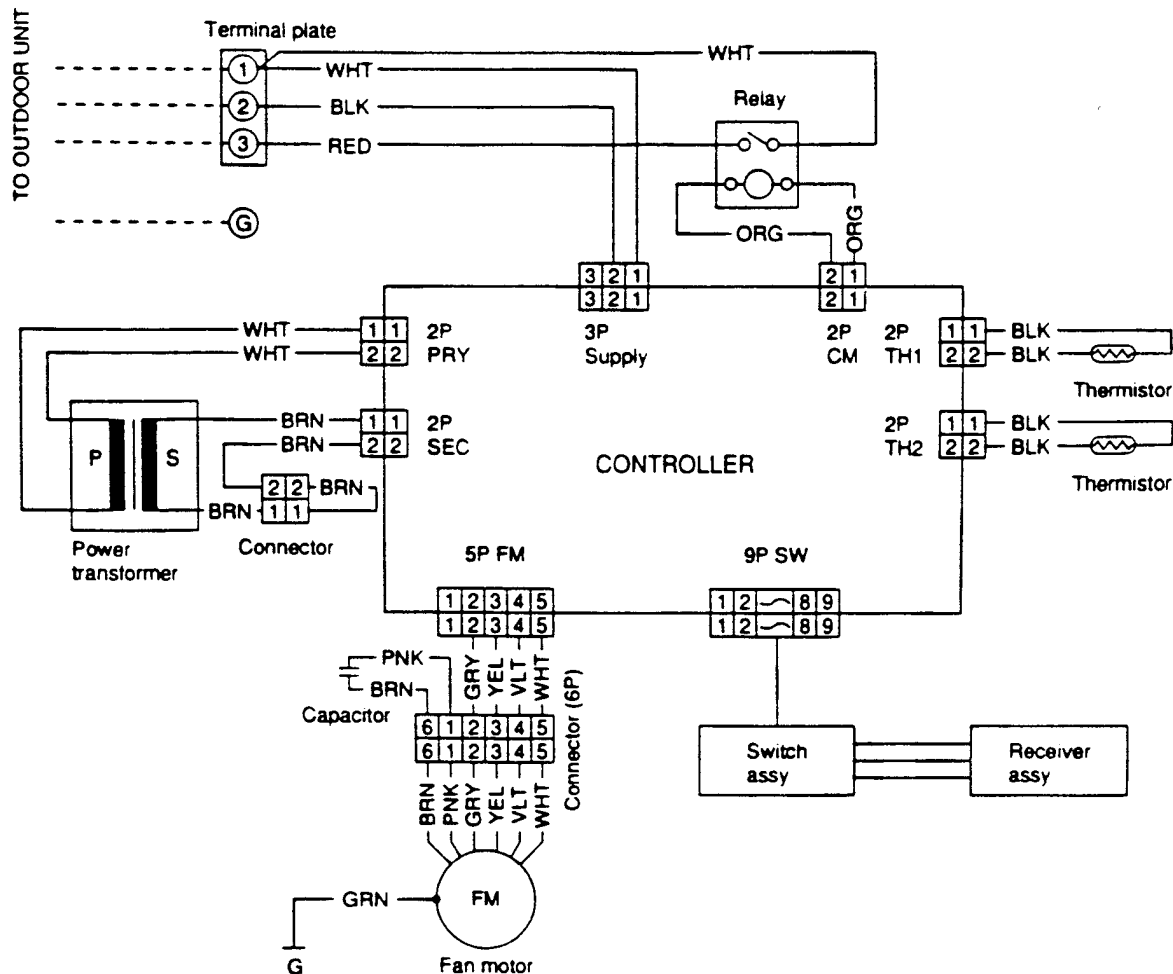 TO OUTDOOR UNIT
Terminal plate
1
WHT
WHT
2
BLK
3
RED
Relay
G
ORG
ORG
3 2 1
3 2 1
2 1
2 1
3P
Supply
2P
CM
WHT
WHT
1 1
2 2
2P
PRY
2P
TH1
1 1
2 2
BLK
BLK
Thermistor
BRN
BRN
1 1
2 2
2P
SEC
2P
TH2
1 1
2 2
BLK
BLK
Thermistor
CONTROLLER
P S
Power
transformer
2 2
1 1
BRN
BRN
Connector
5P FM
9P SW
1 2 3 4 5
1 2 3 4 5
1 2 8 9
1 2 8 9
PNK
BRN
Capacitor
GRY
YEL
VLT
WHT
Connector (6P)
6 1 2 3 4 5
6 1 2 3 4 5
BRN
PNK
GRY
YEL
VLT
WHT
Switch
assy
Receiver
assy
GRN
FM
G
Fan motor